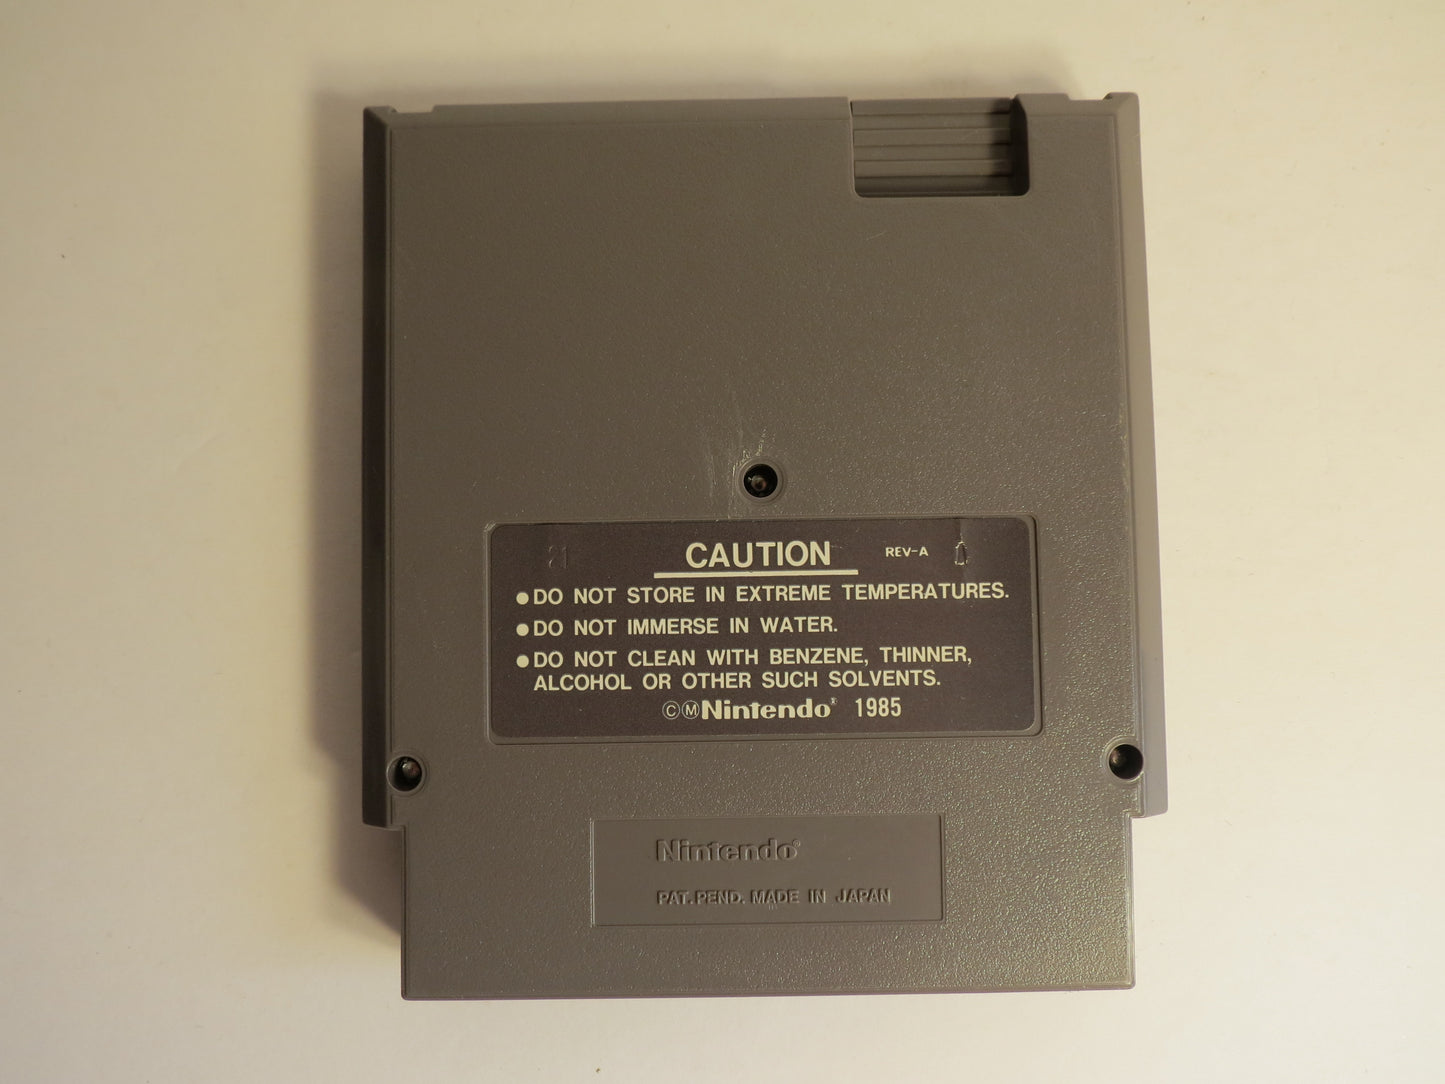 21
CAUTION REV-A
●DO NOT STORE IN EXTREME TEMPERATURES.
●DO NOT IMMERSE IN WATER.
●DO NOT CLEAN WITH BENZENE, THINNER,
ALCOHOL OR OTHER SUCH SOLVENTS.
©ⓂNintendo® 1985
Nintendo®
PAT. PEND. MADE IN JAPAN